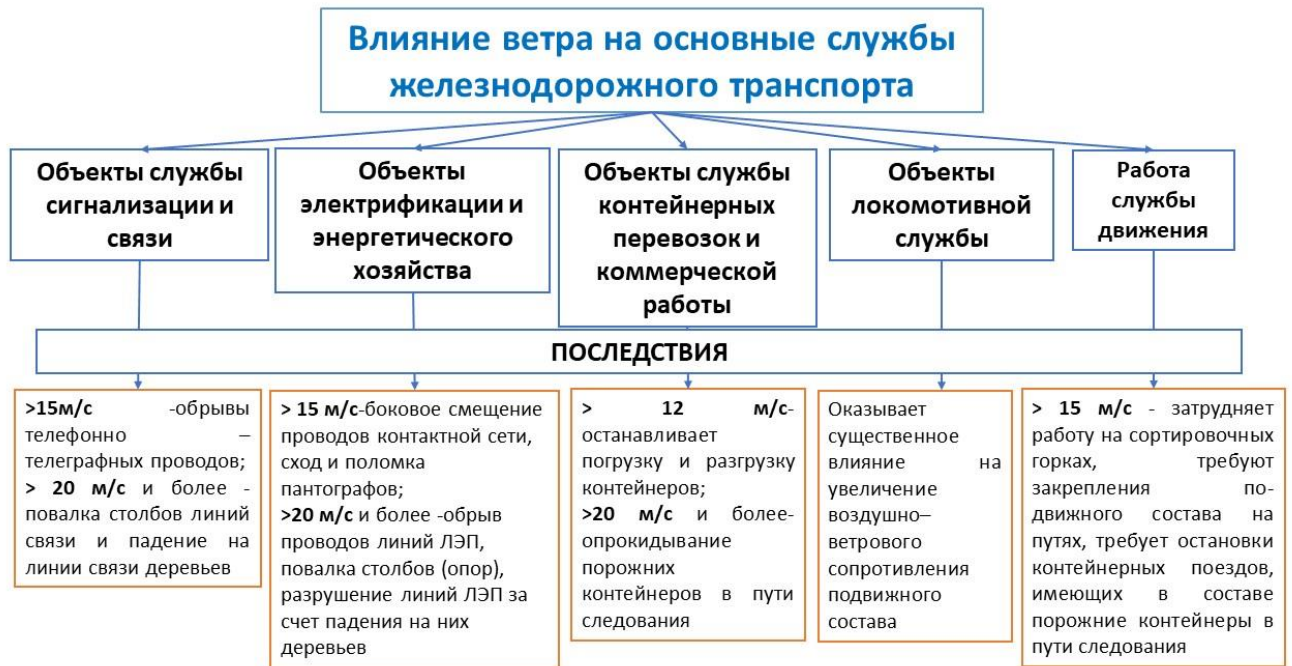 Влияние ветра на основные службы
железнодорожного транспорта
Объекты службы
сигнализации и
связи
Объекты
электрификации и
энергетического
хозяйства
Объекты службы
контейнерных
перевозок и
коммерческой
работы
Объекты
локомотивной
службы
Работа
службы
движения
ПОСЛЕДСТВИЯ
>15м/с -обрывы
телефонно –
телеграфных проводов;
> 20 м/с и более -
повалка столбов линий
связи и падение на
линии связи деревьев
> 15 м/с-боковое смещение
проводов контактной сети,
сход и поломка
пантографов;
>20 м/с и более -обрыв
проводов линий ЛЭП,
повалка столбов (опор),
разрушение линий ЛЭП за
счет падения на них
деревьев
> 12 м/с-
останавливает
погрузку и разгрузку
контейнеров;
>20 м/с и более-
опрокидывание
порожних
контейнеров в пути
следования
Оказывает
существенное
влияние на
увеличение
воздушно–
ветрового
сопротивления
подвижного
состава
> 15 м/с - затрудняет
работу на сортировочных
горках, требуют
закрепления по-
движного состава на
путях, требует остановки
контейнерных поездов,
имеющих в составе
порожние контейнеры в
пути следования